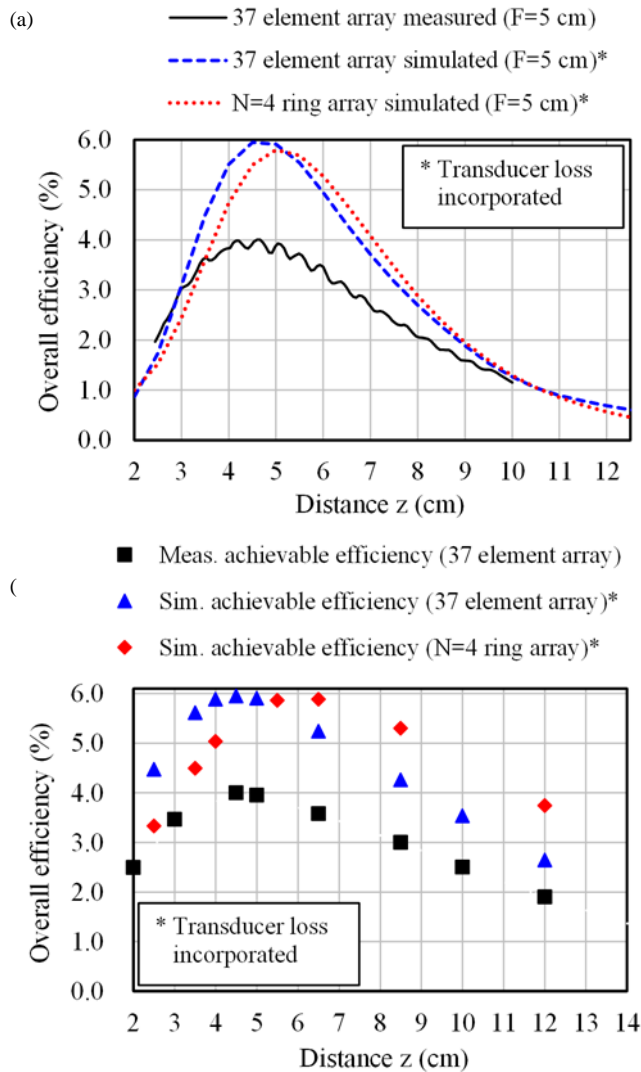 (a)
37 element array measured (F=5 cm)
37 element array simulated (F=5 cm)*
N=4 ring array simulated (F=5 cm)*
6.0
5.0
4.0
3.0
2.0
1.0
0.0
Overall efficiency (%)
* Transducer loss
incorporated
2 3 4 5 6 7 8 9 10 11 12
Distance z (cm)
(
Meas. achievable efficiency (37 element array)
Sim. achievable efficiency (37 element array)*
Sim. achievable efficiency (N=4 ring array)*
6.0
5.0
4.0
3.0
2.0
1.0
0.0
Overall efficiency (%)
* Transducer loss
incorporated
2 3 4 5 6 7 8 9 10 11 12 13 14
Distance z (cm)